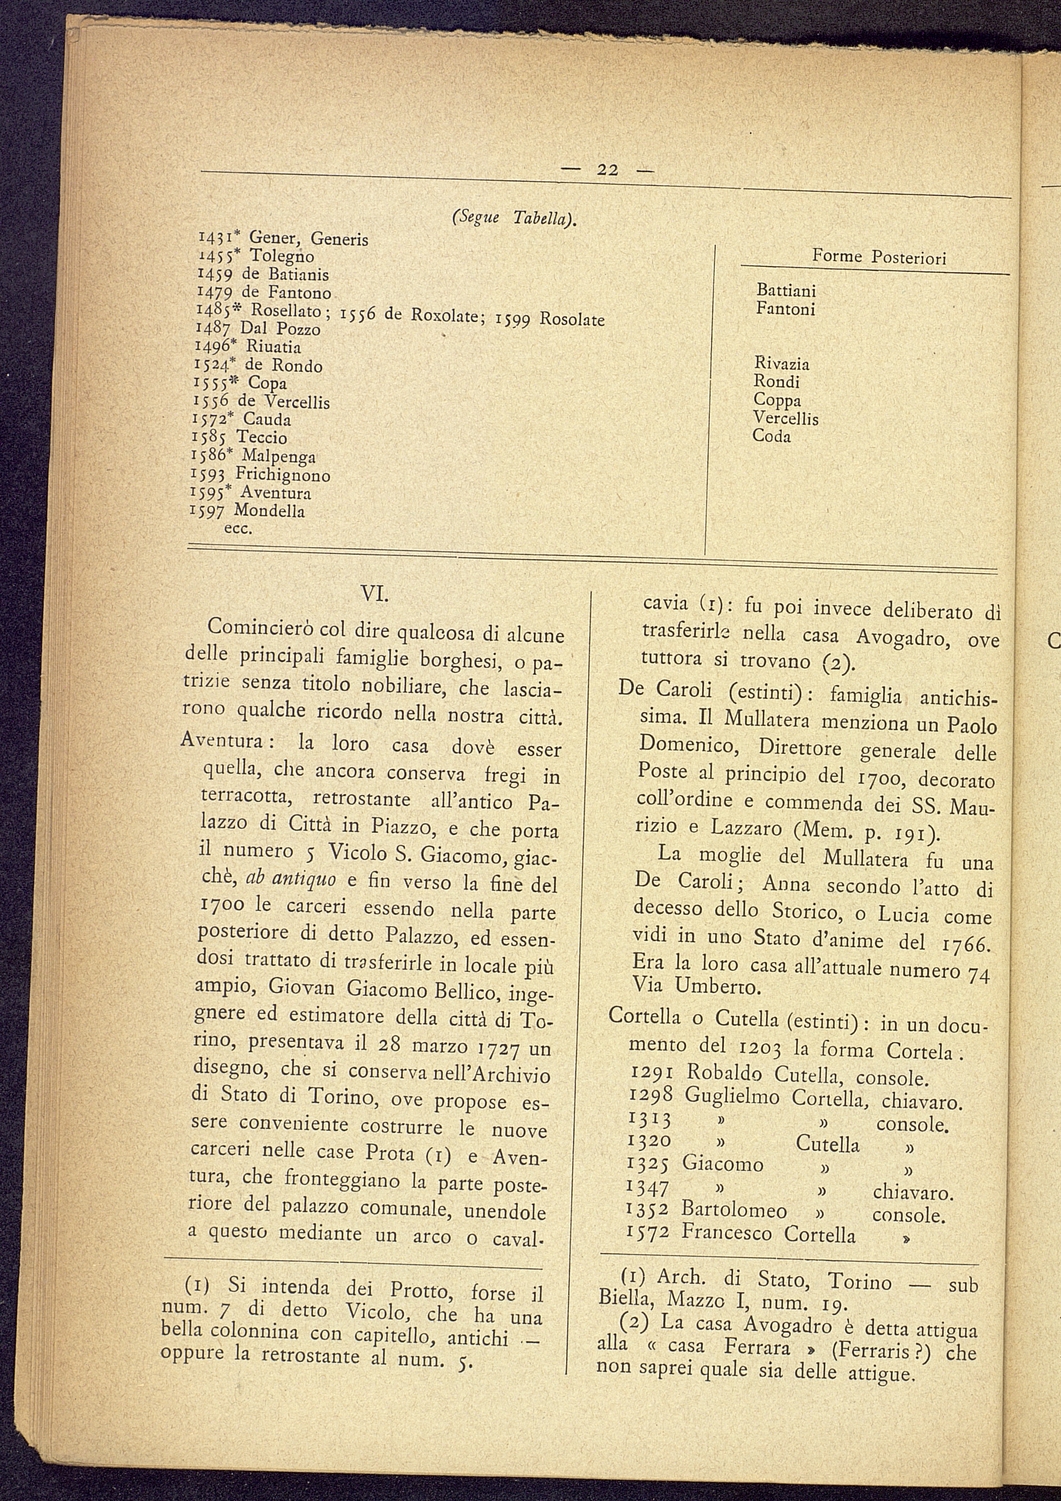 — 22 —
(Segue Tabella).
1431* Gener, Generis
1455* Tolegno
1459 de Batianis
1479 de Fantono
1485* Rosellato; 1556 de Roxolate; 1599 Rosolate
1487 Dal Pozzo
1496* Riuatia
1524* de Rondo
1555* Copa
1556 de Vercellis
1572* Cauda
1585 Teccio
1586* Malpenga
1593 Frichignono
1595* Aventura
1597 Mondella
ecc.
Forme Posteriori
Battiani
Fantoni
Rivazia
Rondi
Coppa
Vercellis
Coda
VI.
Comincierò col dire qualcosa di alcune
delle principali famiglie borghesi, o pa-
trizie senza titolo nobiliare, che lascia-
rono qualche ricordo nella nostra città.
Aventura: la loro casa dovè esser
quella, che ancora conserva fregi in
terracotta, retrostante all'antico Pa-
lazzo di Città in Piazzo, e che porta
il numero 5 Vicolo S. Giacomo, giac-
chè, ab antiquo e fin verso la fine del
1700 le carceri essendo nella parte
posteriore di detto Palazzo, ed essen-
dosi trattato di trasferirle in locale più
ampio, Giovan Giacomo Bellico, inge-
gnere ed estimatore della città di To-
rino, presentava il 28 marzo 1727 un
disegno, che si conserva nell'Archivio
di Stato di Torino, ove propose es-
sere conveniente costrurre le nuove
carceri nelle case Prota (1) e Aven-
tura, che fronteggiano la parte poste-
riore del palazzo comunale, unendole
a questo mediante un arco o caval-
(1) Si intenda dei Protto, forse il
num. 7 di detto Vicolo, che ha una
bella colonnina con capitello, antichi —
oppure la retrostante al num. 5.
cavia (1): fu poi invece deliberato di
trasferirle nella casa Avogadro, ove
tuttora si trovano (2).
De Caroli (estinti): famiglia antichis-
sima. Il Mullatera menziona un Paolo
Domenico, Direttore generale delle
Poste al principio del 1700, decorato
coll'ordine e commenda dei SS. Mau-
rizio e Lazzaro (Mem. p. 191).
La moglie del Mullatera fu una
De Caroli; Anna secondo l'atto di
decesso dello Storico, o Lucia come
vidi in uno Stato d'anime del 1766.
Era la loro casa all'attuale numero 74
Via Umberto.
Cortella o Cutella (estinti): in un docu-
mento del 1203 la forma Cortela.
1291 Robaldo Cutella, console.
1298 Guglielmo Cortella, chiavaro.
1313 » » console.
1320 » Cutella »
1325 Giacomo » »
1347 » » chiavaro.
1352 Bartolomeo » console.
1572 Francesco Cortella »
(1) Arch. di Stato, Torino — sub
Biella, Mazzo I, num. 19.
(2) La casa Avogadro è detta attigua
alla « casa Ferrara » (Ferraris?) che
non saprei quale sia delle attigue.
C